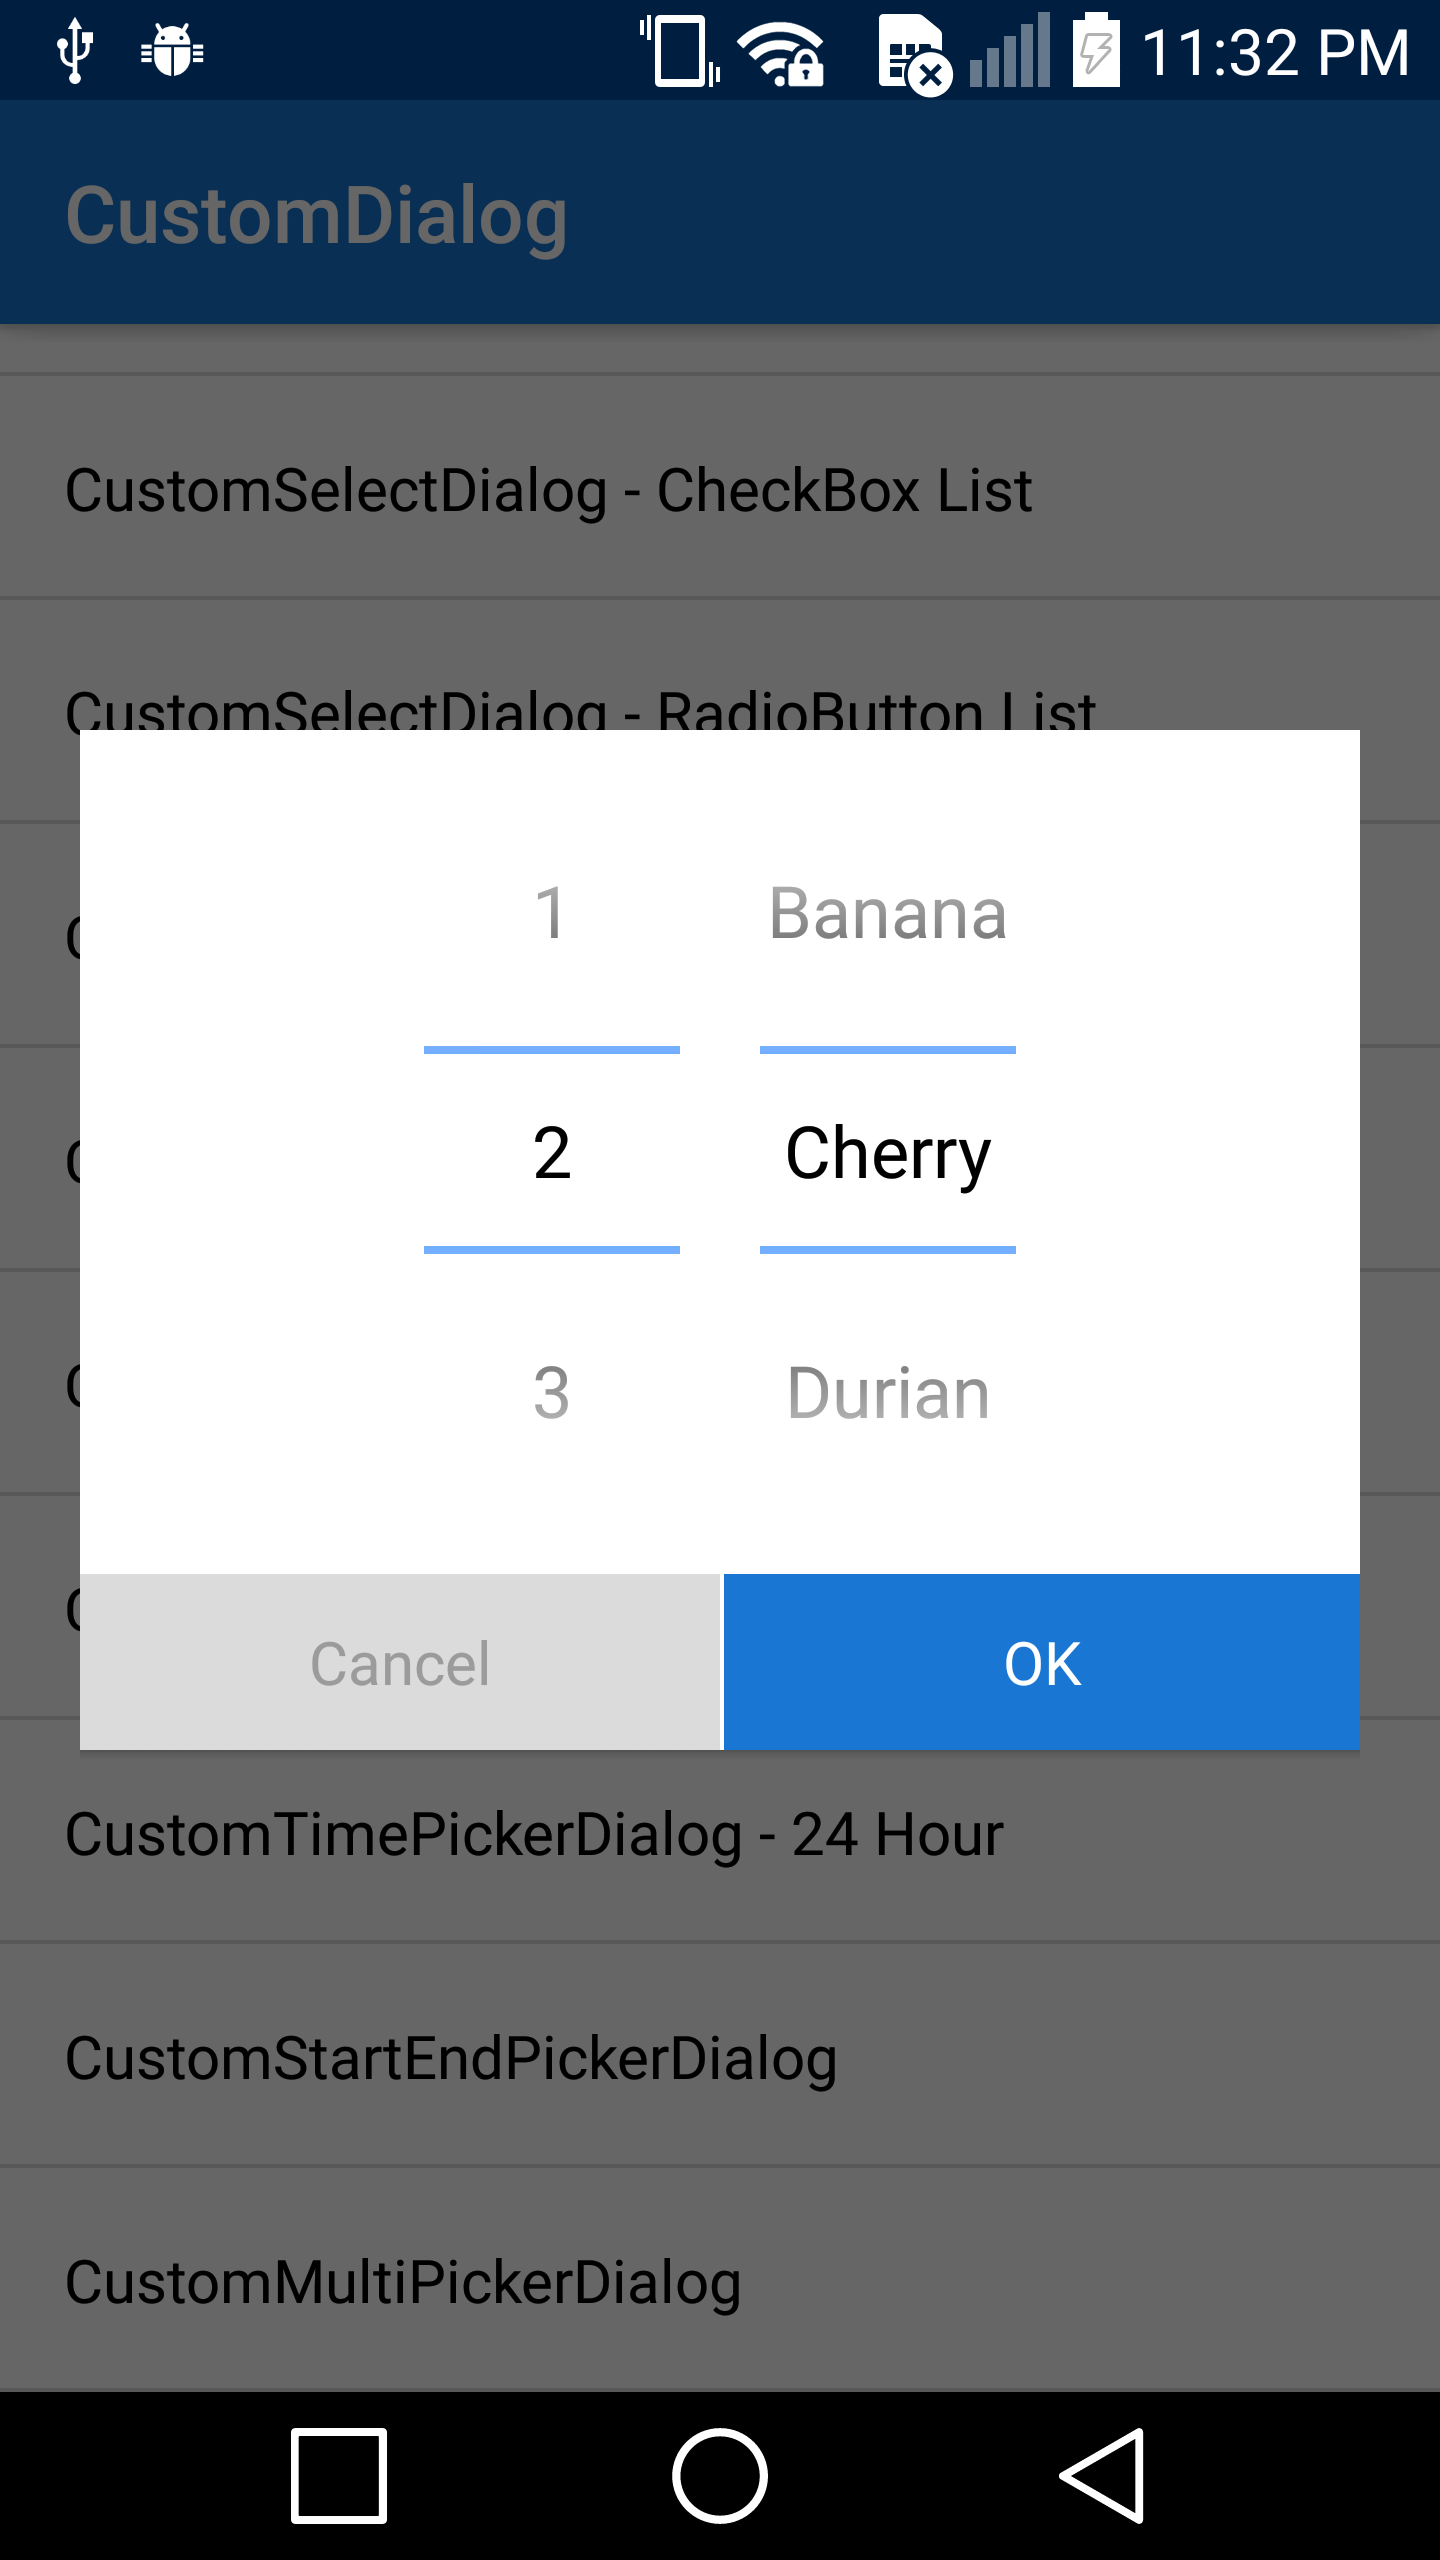 11:32 PM
CustomDialog
CustomSelectDialog - CheckBox List
CustomSelectDialog - RadioButton List
1 Banana
2 Cherry
3 Durian
Cancel OK
CustomTimePickerDialog - 24 Hour
CustomStartEndPickerDialog
CustomMultiPickerDialog